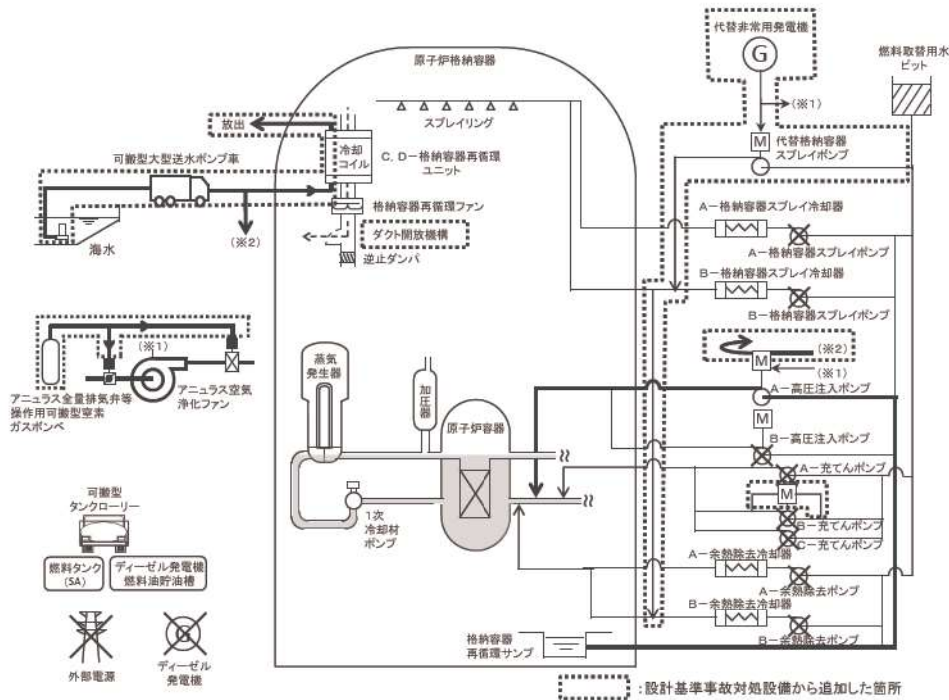 代替非常用発電機
G
燃料取替用水
ピット
原子炉格納容器
(※1)
放出
スプレイリング
M
代替格納容器
スプレイポンプ
冷却
コイル
C,D－格納容器再循環
ユニット
可搬型大型送水ポンプ車
格納容器再循環ファン
A－格納容器スプレイ冷却器
(※2)
海水
ダクト開放機構
A－格納容器スプレイポンプ
逆止ダンパ
B－格納容器スプレイ冷却器
B－格納容器スプレイポンプ
(※1)
アニュラス空気
浄化ファン
アニュラス全量排気弁等
操作用可搬型窒素
ガスボンベ
蒸気
発生器
加圧器
(※2)
M
(※1)
A－高圧注入ポンプ
原子炉容器
M
B－高圧注入ポンプ
A－充てんポンプ
M
可搬型
タンクローリー
1次
冷却材
ポンプ
B－充てんポンプ
C－充てんポンプ
燃料タンク
(SA)
ディーゼル発電機
燃料油貯油槽
A－余熱除去冷却器
A－余熱除去ポンプ
B－余熱除去冷却器
G
格納容器
再循環サンプ
B－余熱除去ポンプ
外部電源
ディーゼル
発電機
:設計基準事故対処設備から追加した箇所